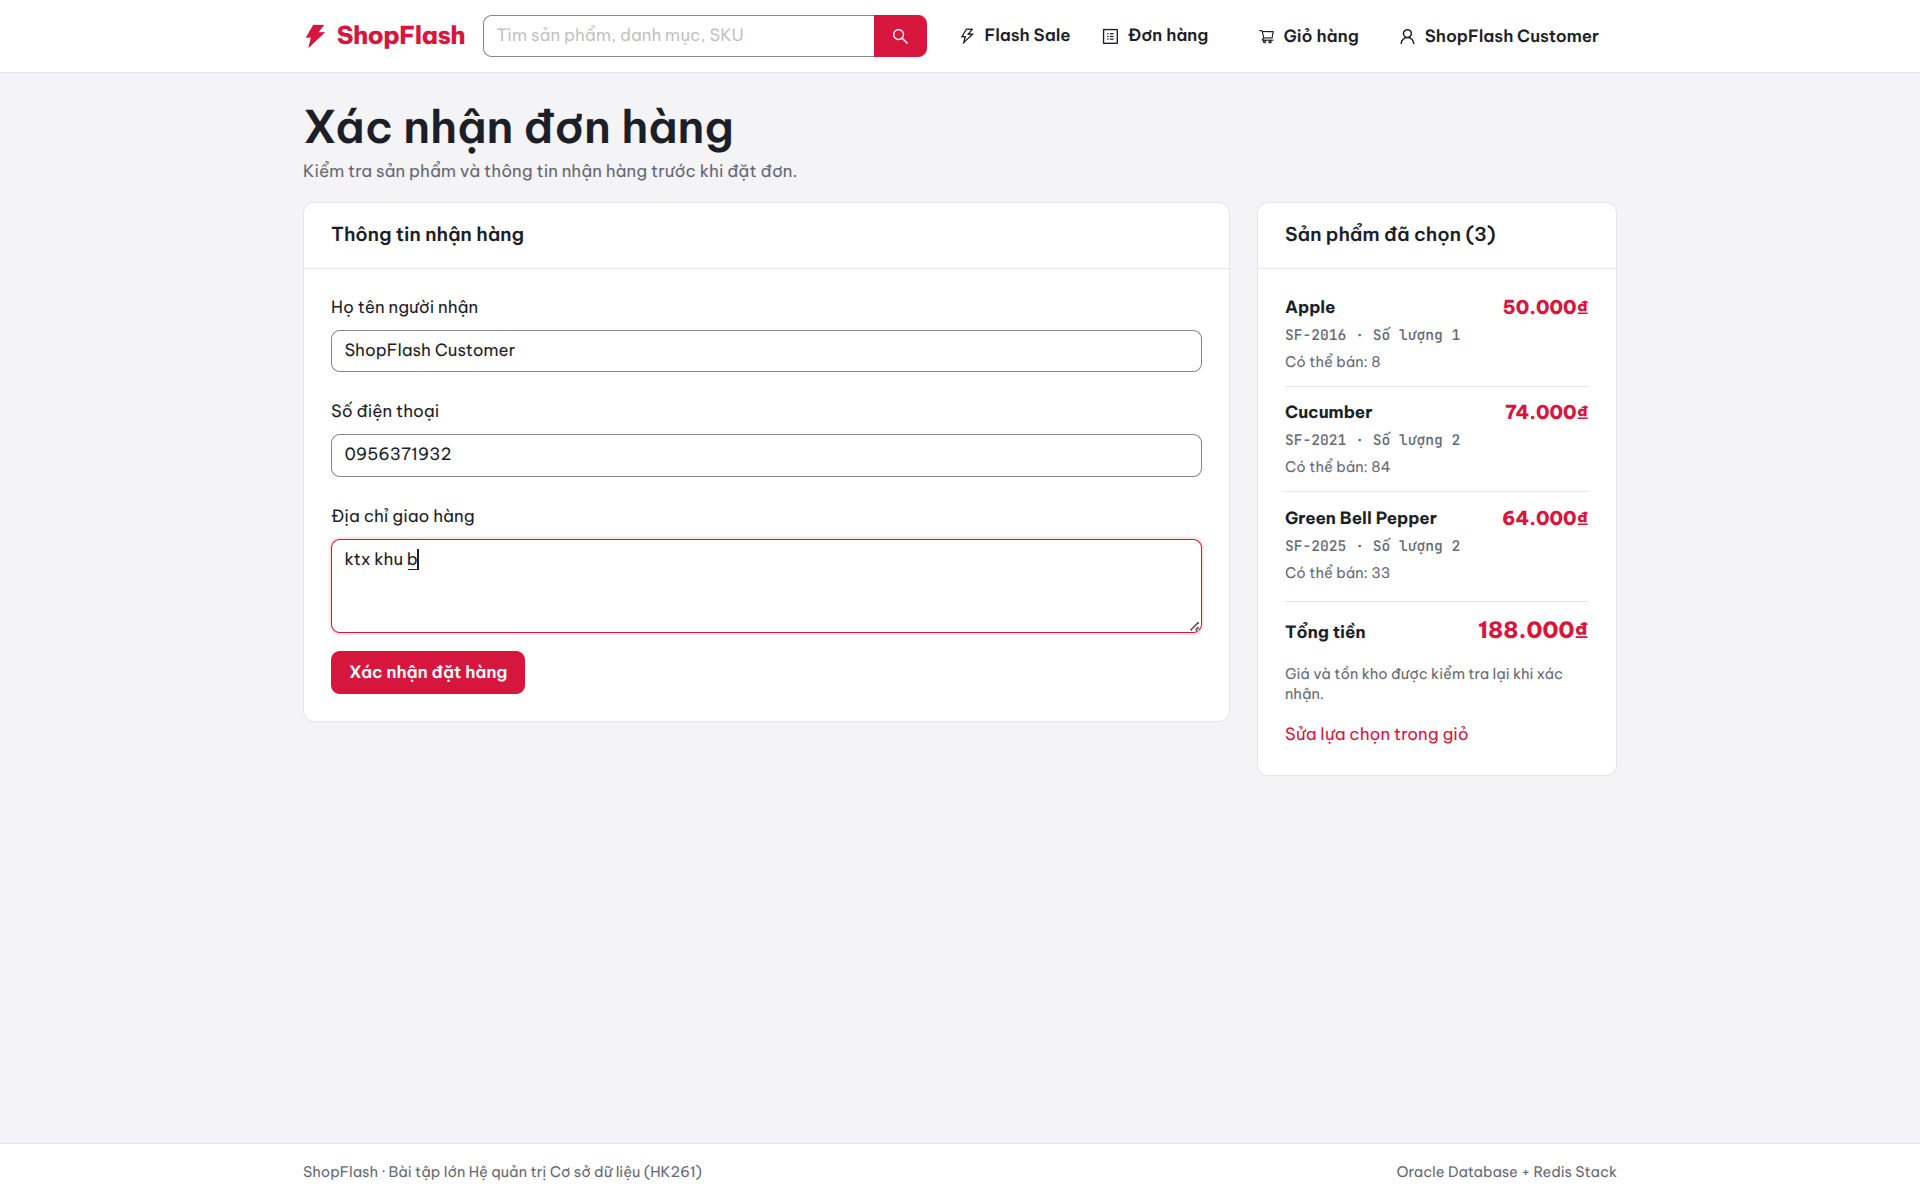 ShopFlash
Tìm sản phẩm, danh mục, SKU
Flash Sale
Đơn hàng
Giỏ hàng
ShopFlash Customer
Xác nhận đơn hàng
Kiểm tra sản phẩm và thông tin nhận hàng trước khi đặt đơn.
Thông tin nhận hàng
Họ tên người nhận
ShopFlash Customer
Số điện thoại
0956371932
Địa chỉ giao hàng
ktx khu b
Xác nhận đặt hàng
Sản phẩm đã chọn (3)
Apple 50.000₫
SF-2016 · Số lượng 1
Có thể bán: 8
Cucumber 74.000₫
SF-2021 · Số lượng 2
Có thể bán: 84
Green Bell Pepper 64.000₫
SF-2025 · Số lượng 2
Có thể bán: 33
Tổng tiền 188.000₫
Giá và tồn kho được kiểm tra lại khi xác
nhận.
Sửa lựa chọn trong giỏ
ShopFlash · Bài tập lớn Hệ quản trị Cơ sở dữ liệu (HK261)
Oracle Database + Redis Stack